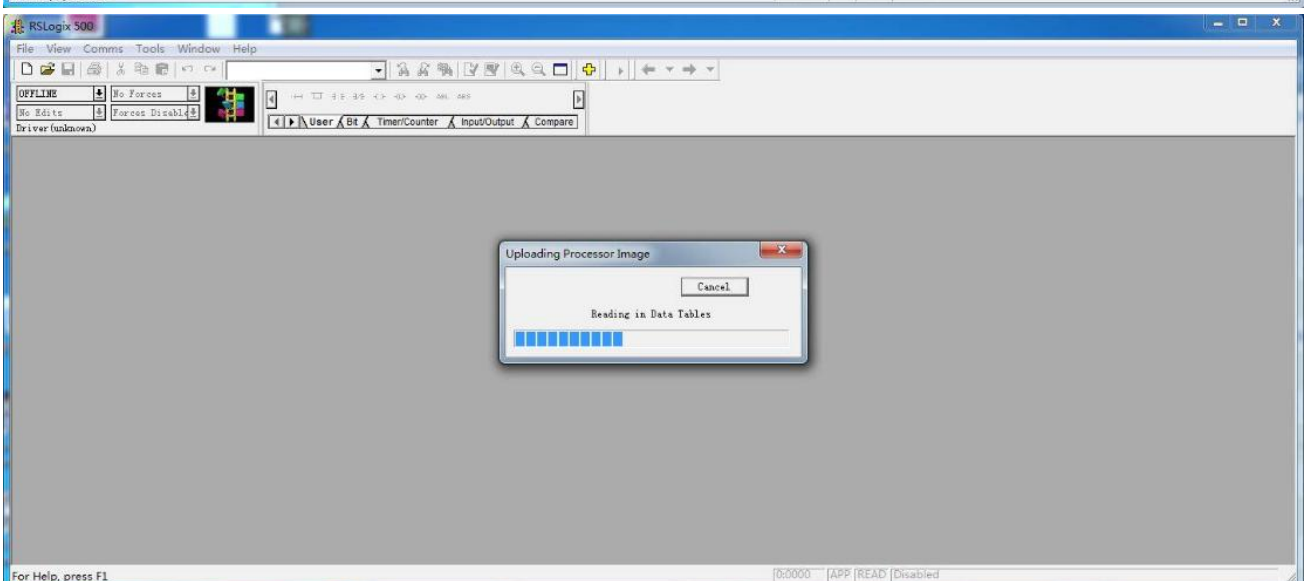 RSLogix 500
File View Comms Tools Window Help
OFFLINE No Forces
No Edits Forces Disabled
Driver(unknown)
ABL ABS
User Bit Timer/Counter Input/Output Compare
Uploading Processor Image
Cancel
Reading in Data Tables
For Help, press F1 0:0000 APP READ Disabled